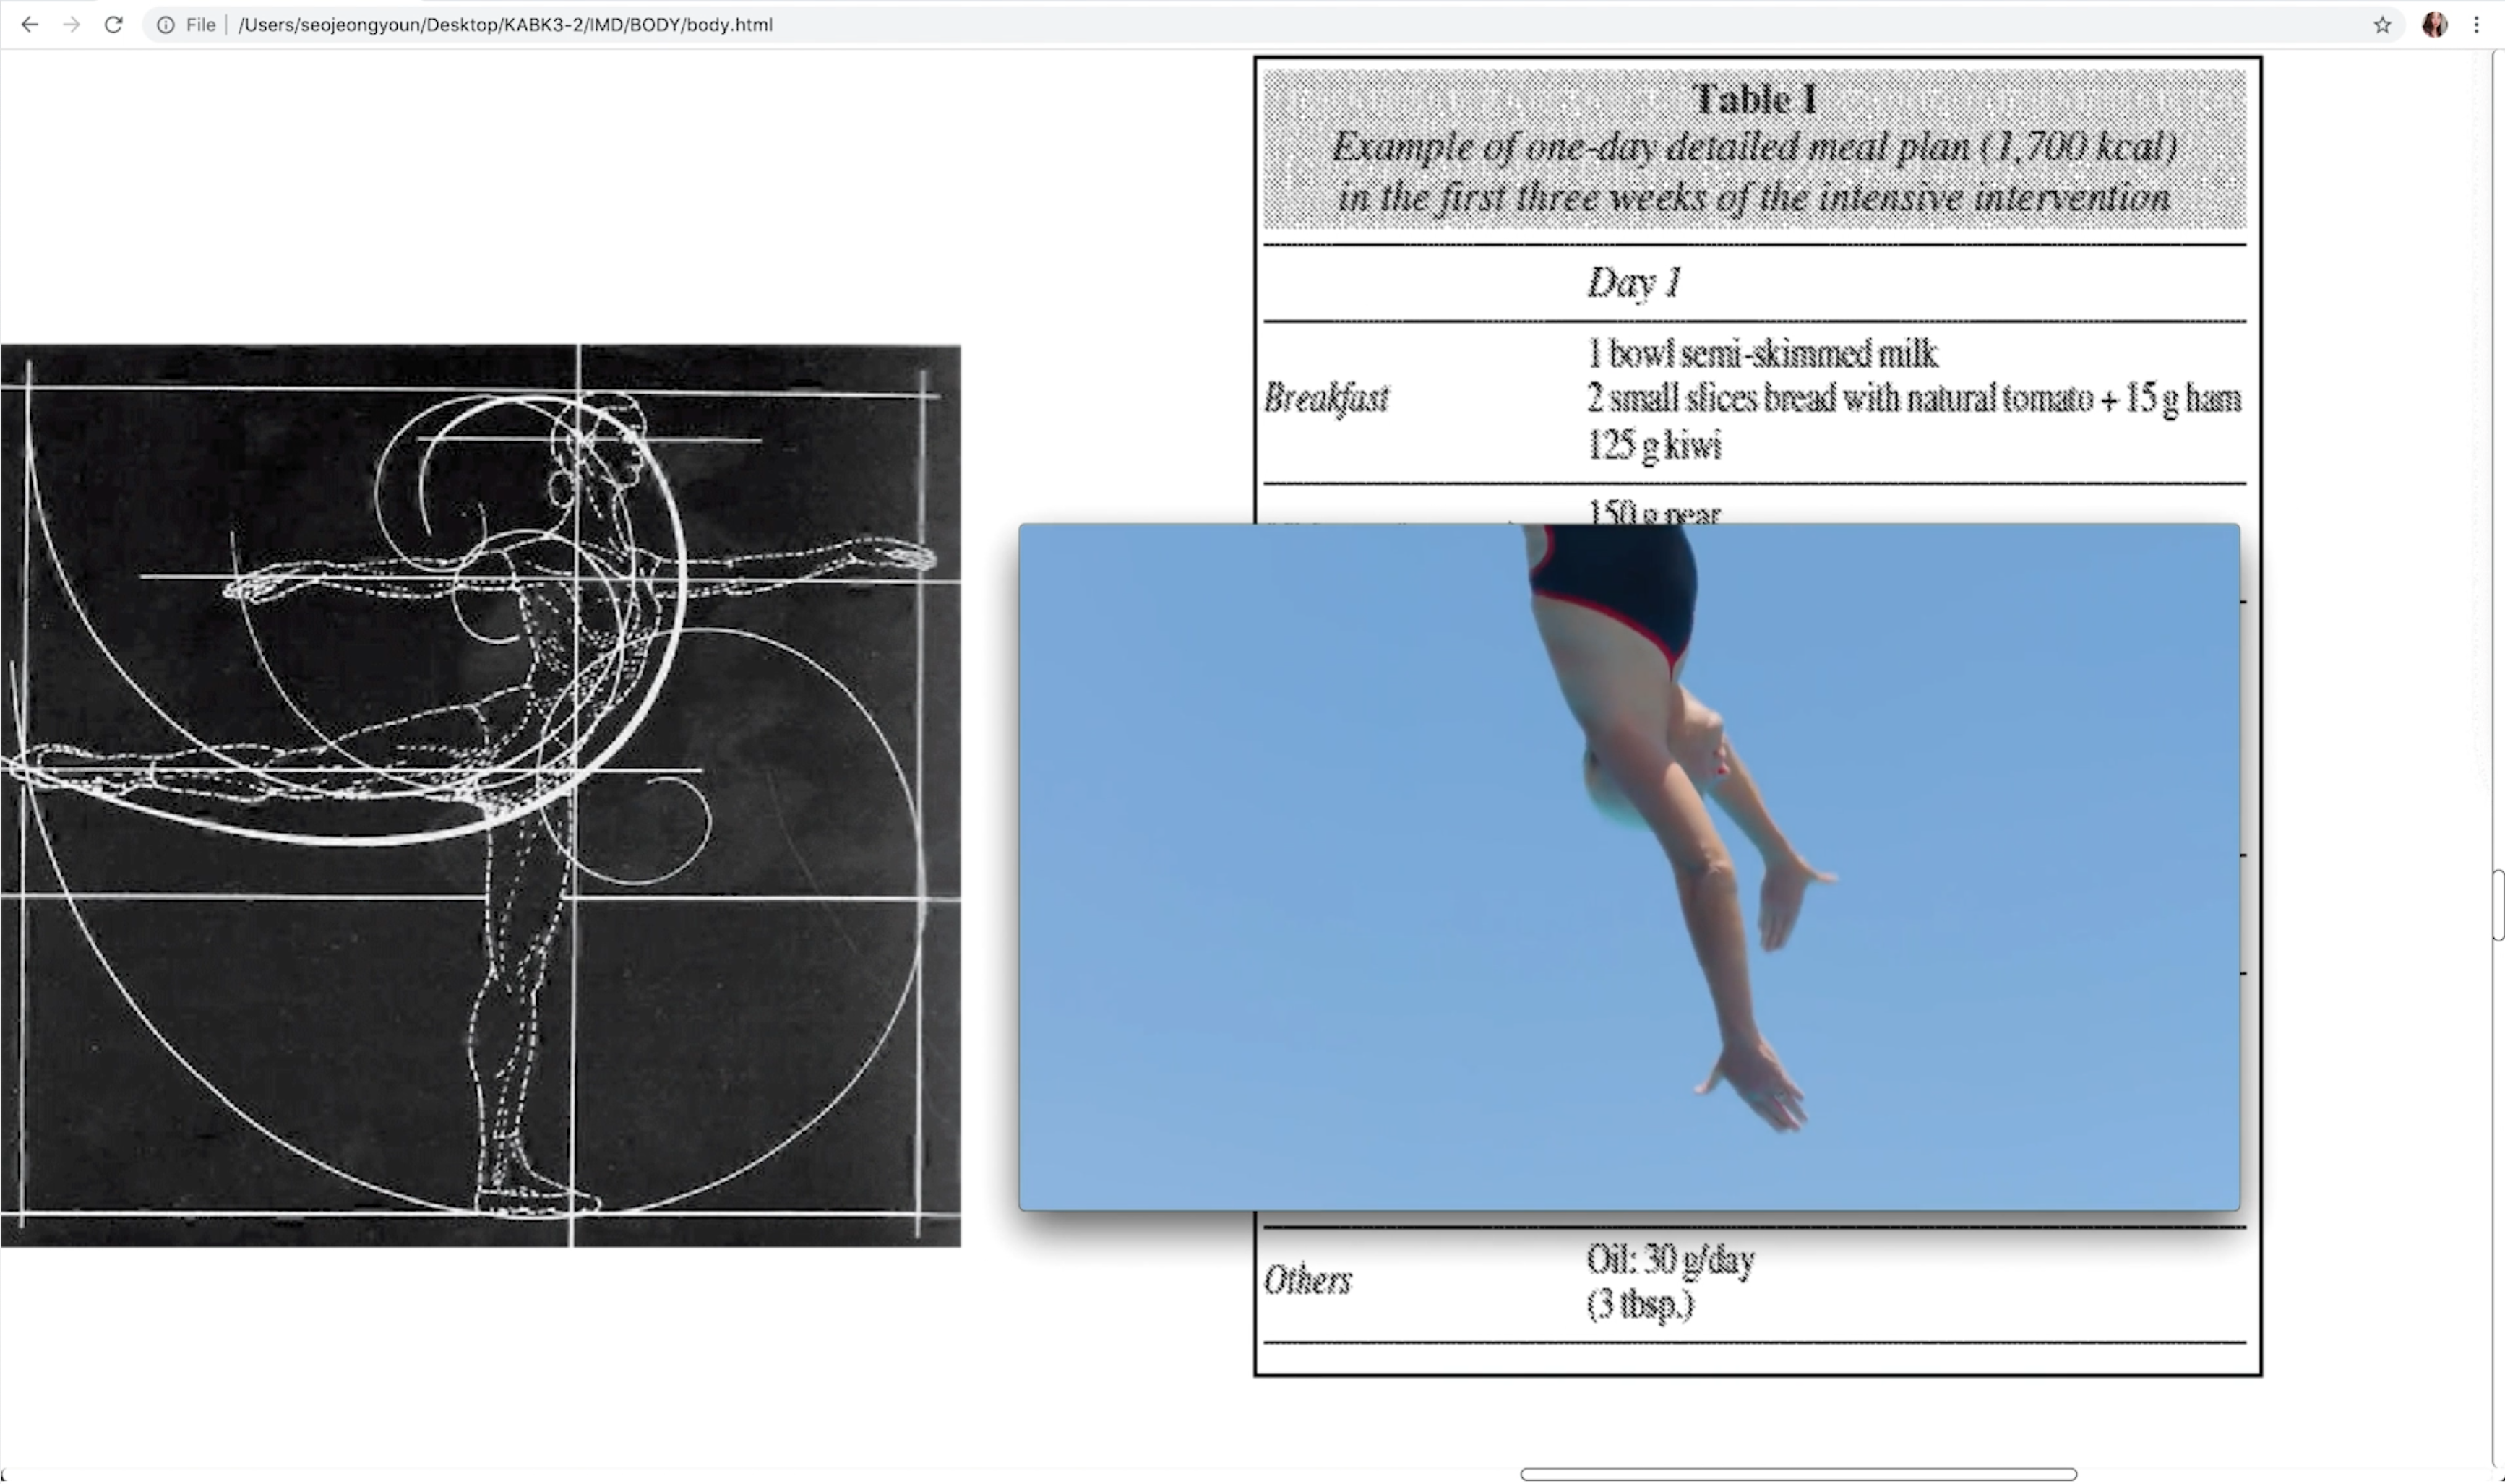 File
/Users/seojeongyoun/Desktop/KABK3-2/IMD/BODY/body.html
Table I
Example of one-day detailed meal plan (1,700 kcal)
in the first three weeks of the intensive intervention
Day 1
Breakfast
1 bowl semi-skimmed milk
2 small slices bread with natural tomato + 15 g ham
125 g kiwi
150 g pear
Others
Oil: 30 g/day
(3 tbsp.)